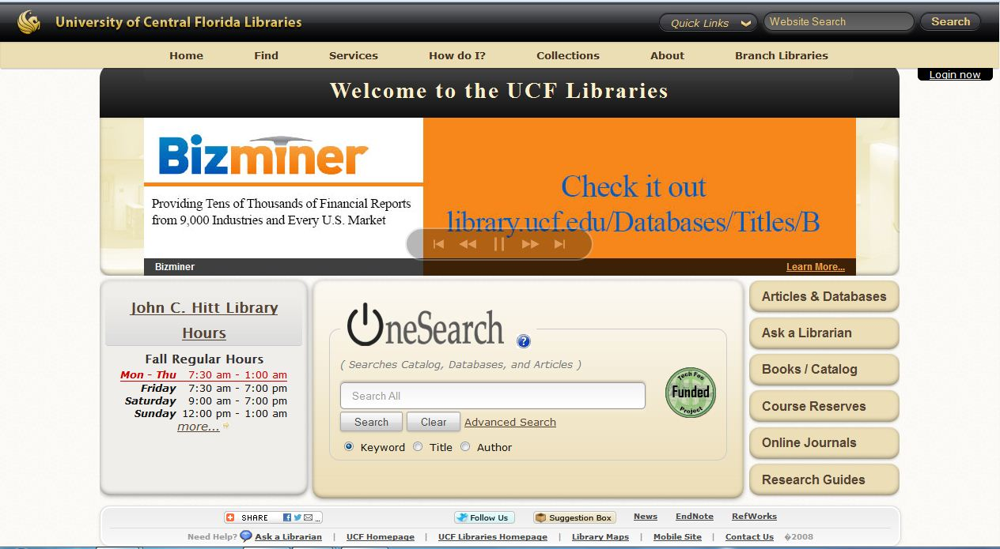 University of Central Florida Libraries
Quick Links
Website Search
Search
Home Find Services How do I? Collections About Branch Libraries
Login now
Welcome to the UCF Libraries
Bizminer
Providing Tens of Thousands of Financial Reports
from 9,000 Industries and Every U.S. Market
Check it out
library.ucf.edu/Databases/Titles/B
Bizminer
Learn More...
John C. Hitt Library
Hours
Fall Regular Hours
Mon - Thu 7:30 am - 1:00 am
Friday 7:30 am - 7:00 pm
Saturday 9:00 am - 7:00 pm
Sunday 12:00 pm - 1:00 am
more...
OneSearch
?
( Searches Catalog, Databases, and Articles )
Search All
Search Clear Advanced Search
Keyword Title Author
Tech Fee
Funded
Project
Articles & Databases
Ask a Librarian
Books / Catalog
Course Reserves
Online Journals
Research Guides
SHARE ...
Follow Us
Suggestion Box
News EndNote RefWorks
Need Help? Ask a Librarian | UCF Homepage | UCF Libraries Homepage | Library Maps | Mobile Site | Contact Us �2008